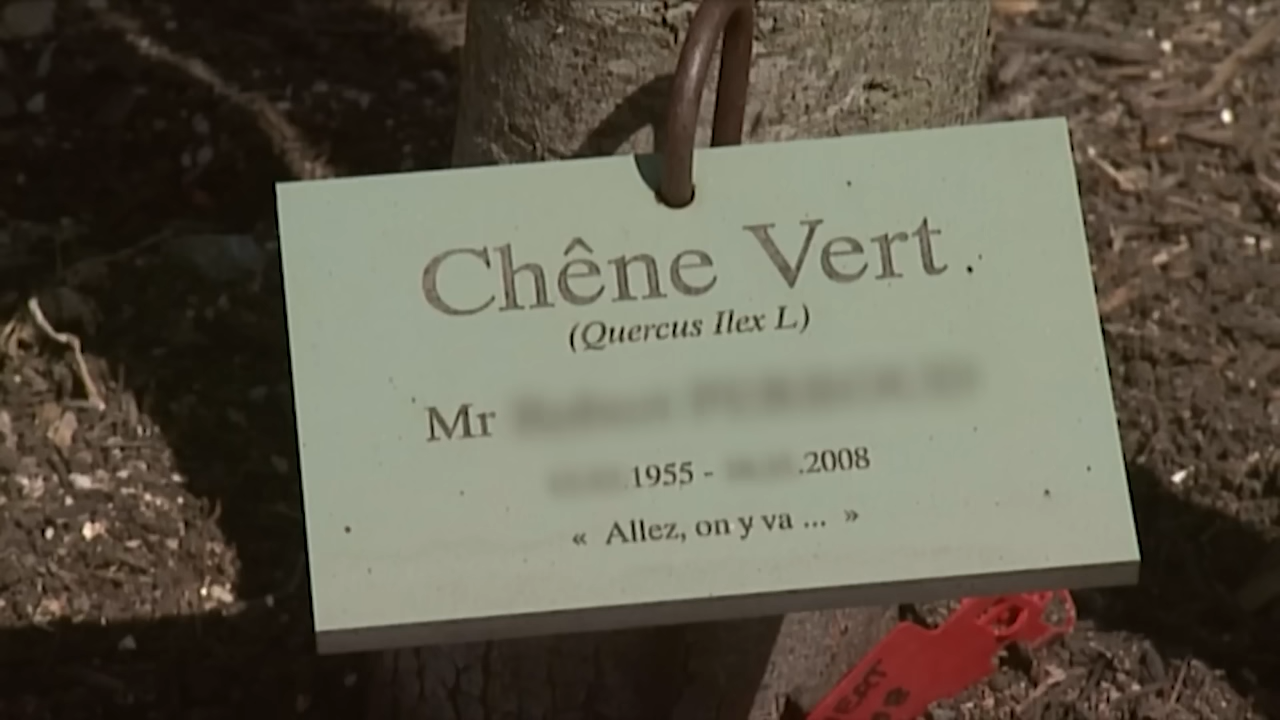 Chêne Vert
(Quercus Ilex L)
Mr
.1955 - .2008
« Allez, on y va ... »